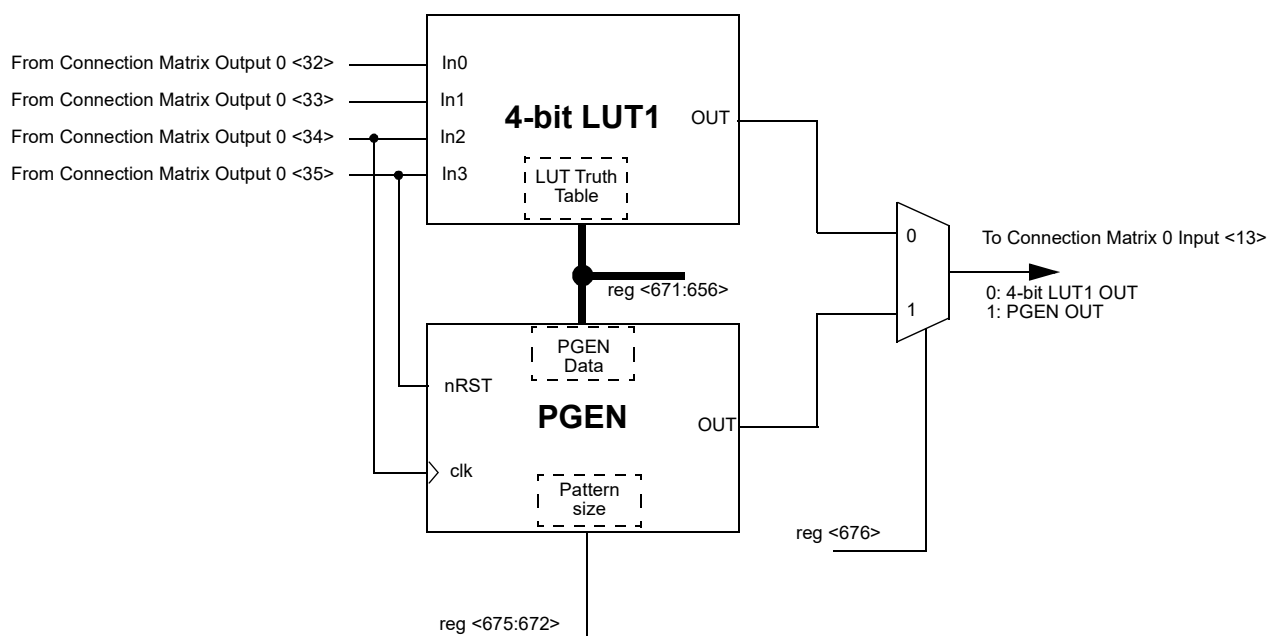 From Connection Matrix Output 0 <32>
From Connection Matrix Output 0 <33>
From Connection Matrix Output 0 <34>
From Connection Matrix Output 0 <35>
In0
In1
In2
In3
4-bit LUT1
OUT
LUT Truth
Table
reg <671:656>
PGEN
Data
nRST
PGEN
OUT
clk
Pattern
size
reg <675:672>
0
1
reg <676>
To Connection Matrix 0 Input <13>
0: 4-bit LUT1 OUT
1: PGEN OUT